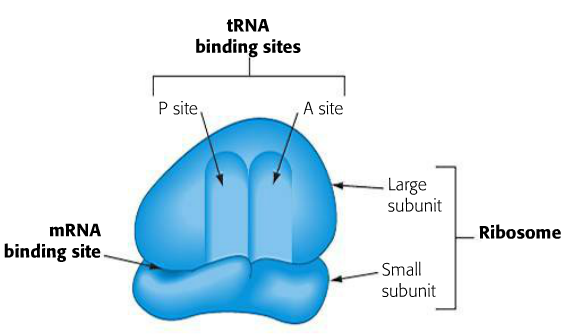 tRNA
binding sites
P site
A site
Large
subunit
Ribosome
mRNA
binding site
Small
subunit